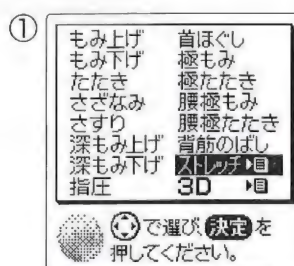 ①
もみ上げ 首ほぐし
もみ下げ 極もみ
たたき 極たたき
さざなみ 腰極もみ
さすり 腰極たたき
深もみ上げ 背筋のばし
深もみ下げ ストレッチ
指圧 3D
で選び、決定を
押してください。